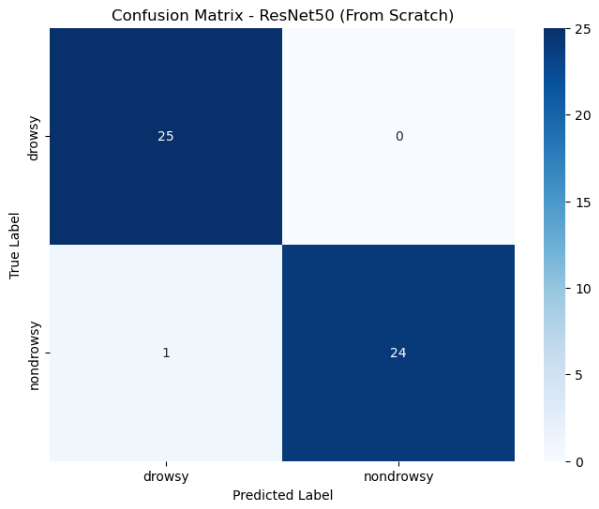 Confusion Matrix - ResNet50 (From Scratch)
True Label
drowsy
25
0
nondrowsy
1
24
drowsy
nondrowsy
Predicted Label
25
20
15
10
5
0